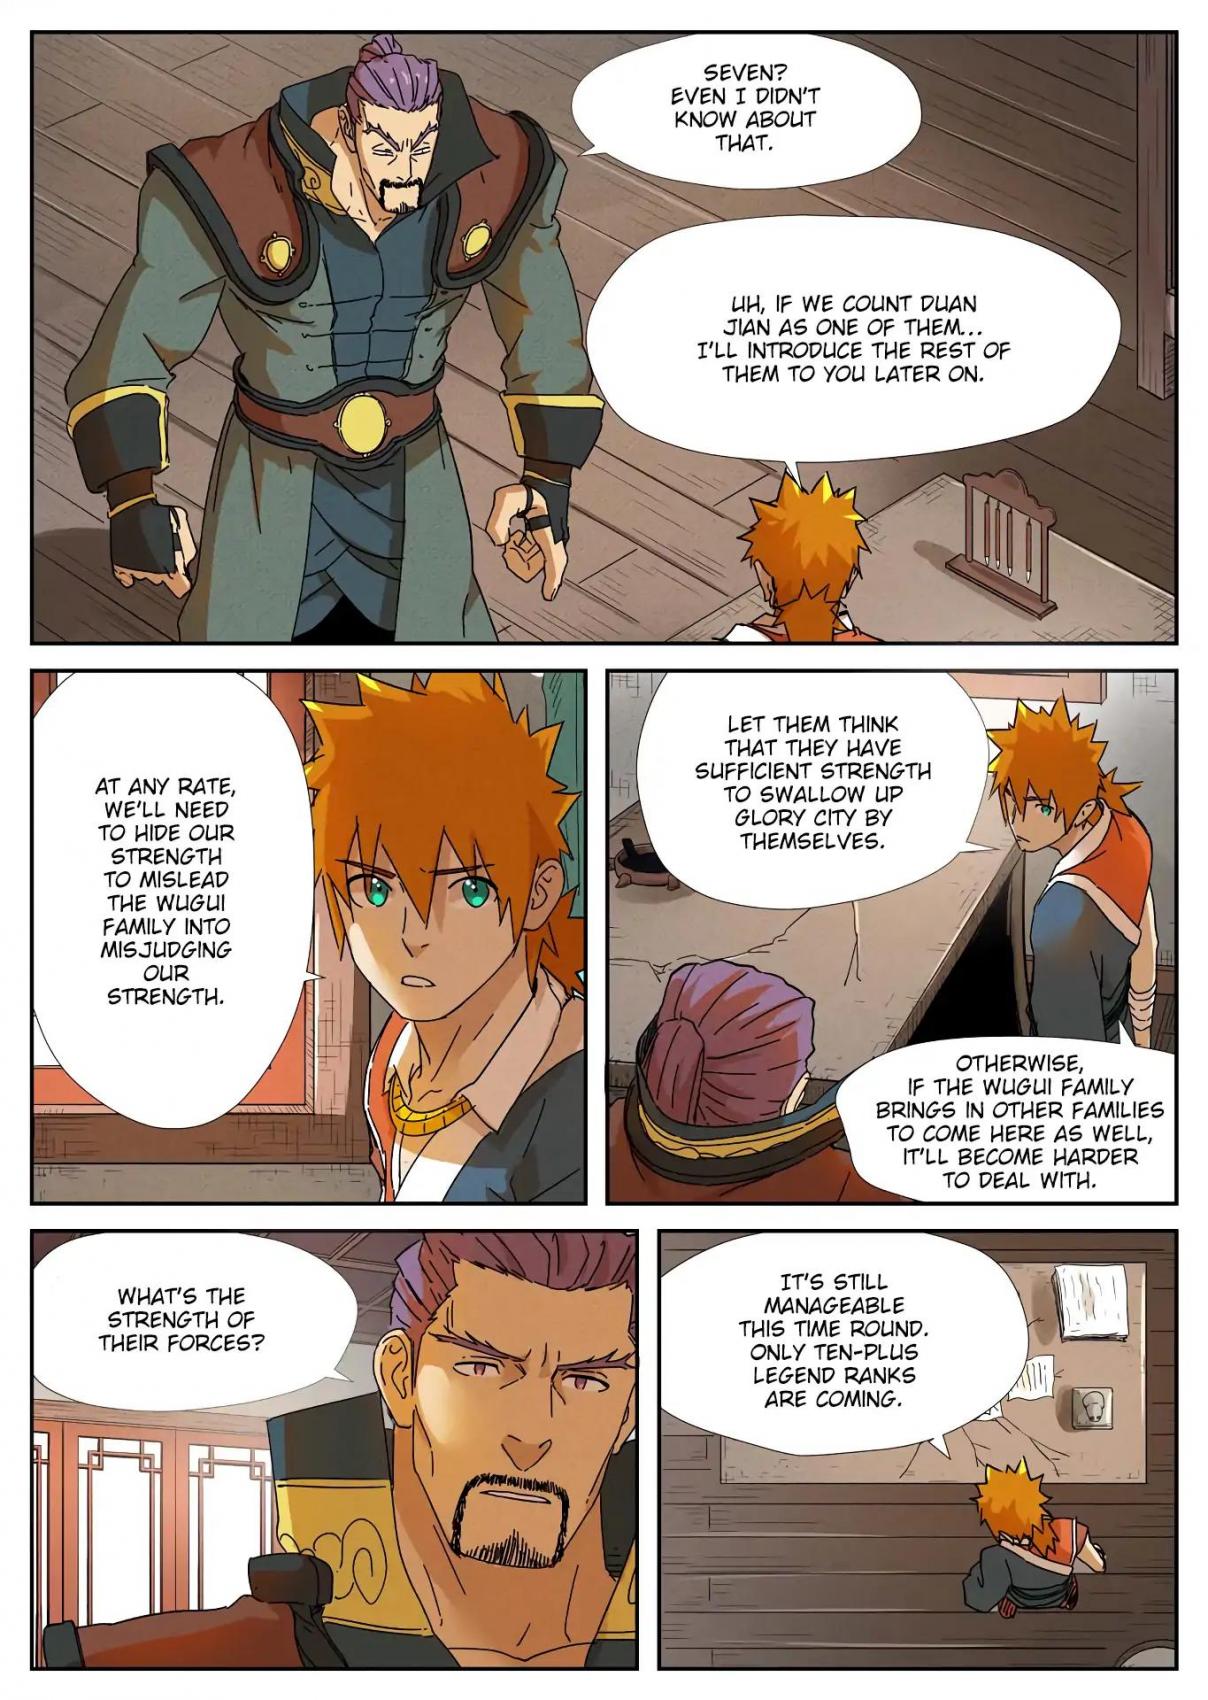 SEVEN?
EVEN I DIDN'T
KNOW ABOUT
THAT.
UH, IF WE COUNT DUAN
JIAN AS ONE OF THEM...
I'LL INTRODUCE THE REST OF
THEM TO YOU LATER ON.
AT ANY RATE,
WE'LL NEED
TO HIDE OUR
STRENGTH
TO MISLEAD
THE WUGUI
FAMILY INTO
MISJUDGING
OUR
STRENGTH.
LET THEM THINK
THAT THEY HAVE
SUFFICIENT STRENGTH
TO SWALLOW UP
GLORY CITY BY
THEMSELVES.
OTHERWISE,
IF THE WUGUI FAMILY
BRINGS IN OTHER FAMILIES
TO COME HERE AS WELL,
IT'LL BECOME HARDER
TO DEAL WITH.
WHAT'S THE
STRENGTH OF
THEIR FORCES?
IT'S STILL
MANAGEABLE
THIS TIME ROUND.
ONLY TEN-PLUS
LEGEND RANKS
ARE COMING.